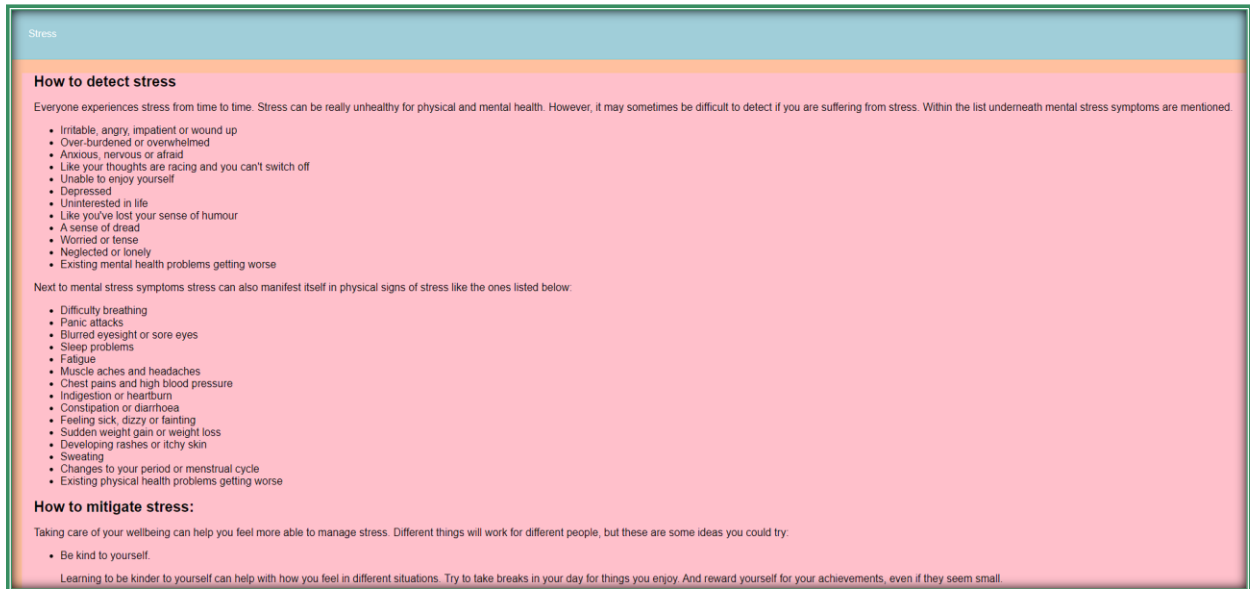 Stress
How to detect stress
Everyone experiences stress from time to time. Stress can be really unhealthy for physical and mental health. However, it may sometimes be difficult to detect if you are suffering from stress. Within the list underneath mental stress symptoms are mentioned.
• Irritable, angry, impatient or wound up
• Over-burdened or overwhelmed
• Anxious, nervous or afraid
• Like your thoughts are racing and you can't switch off
• Unable to enjoy yourself
• Depressed
• Uninterested in life
• Like you've lost your sense of humour
• A sense of dread
• Worried or tense
• Neglected or lonely
• Existing mental health problems getting worse
Next to mental stress symptoms stress can also manifest itself in physical signs of stress like the ones listed below:
• Difficulty breathing
• Panic attacks
• Blurred eyesight or sore eyes
• Sleep problems
• Fatigue
• Muscle aches and headaches
• Chest pains and high blood pressure
• Indigestion or heartburn
• Constipation or diarrhoea
• Feeling sick, dizzy or fainting
• Sudden weight gain or weight loss
• Developing rashes or itchy skin
• Sweating
• Changes to your period or menstrual cycle
• Existing physical health problems getting worse
How to mitigate stress:
Taking care of your wellbeing can help you feel more able to manage stress. Different things will work for different people, but these are some ideas you could try:
• Be kind to yourself.
Learning to be kinder to yourself can help with how you feel in different situations. Try to take breaks in your day for things you enjoy. And reward yourself for your achievements, even if they seem small.